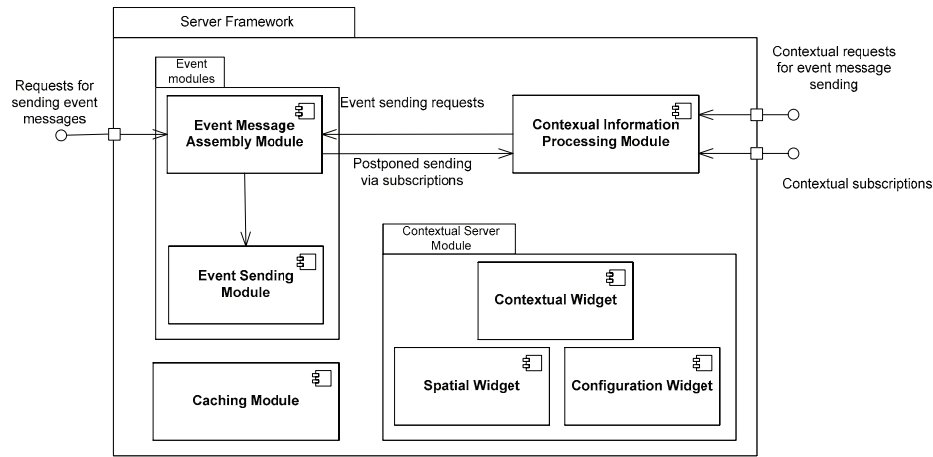 Server Framework
Event
modules
Requests for
sending event
messages
Event Message
Assembly Module
Event sending requests
Postponed sending
via subscriptions
Contexual Information
Processing Module
Contextual requests
for event message
sending
Contextual subscriptions
Event Sending
Module
Contextual Server
Module
Contextual Widget
Spatial Widget
Configuration Widget
Caching Module